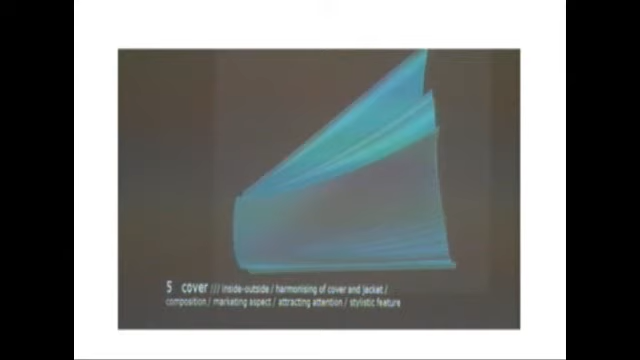 5 cover /// inside-outside / harmonising of cover and jacket /
composition / marketing aspect / attracting attention / stylistic feature